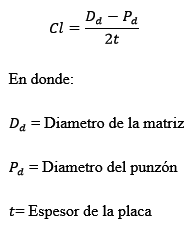 Cl = (D_d − P_d) / 2t
En donde:
D_d = Diametro de la matriz
P_d = Diametro del punzón
t= Espesor de la placa